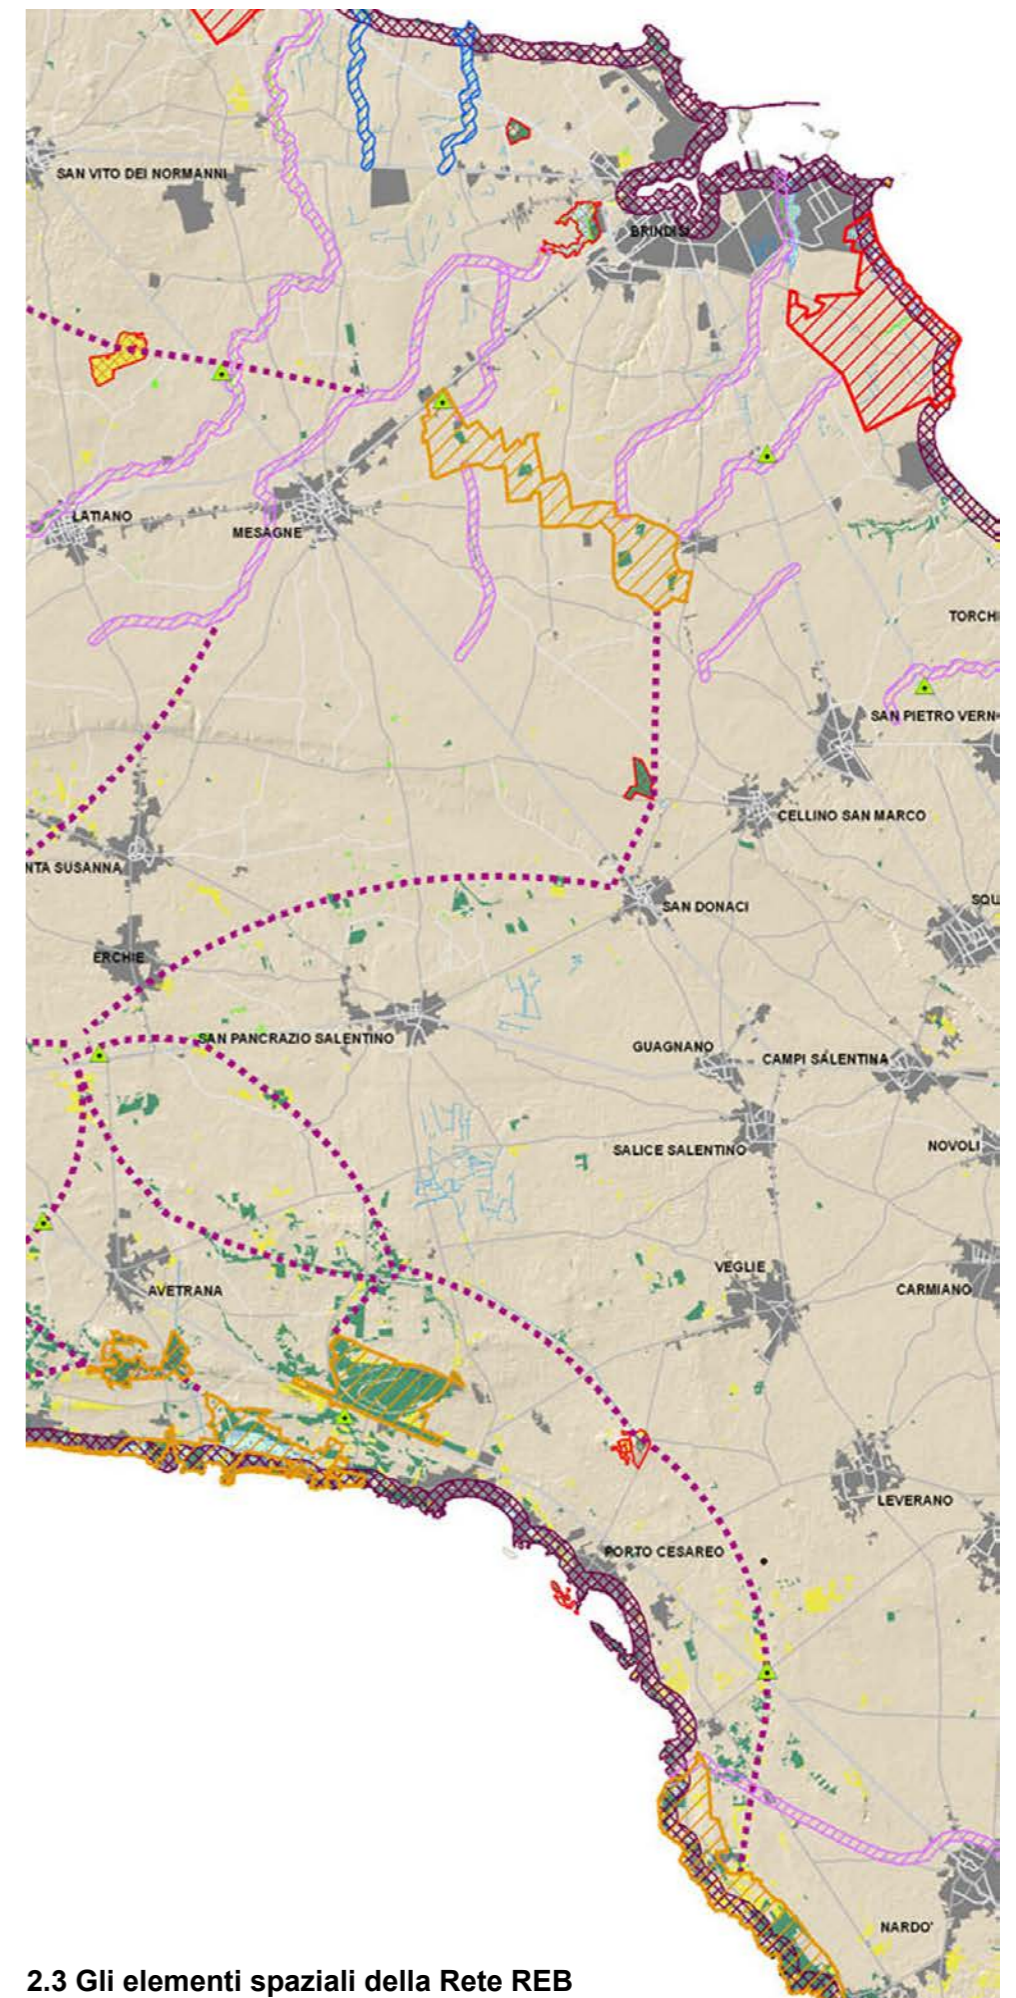 SAN VITO DEI NORMANNI
BRINDISI
LATIANO
MESAGNE
TORCHI
SAN PIETRO VERN
CELLINO SAN MARCO
NTA SUSANNA
SAN DONACI
SQU
ERCHIE
SAN PANCRAZIO SALENTINO
GUAGNANO
CAMPI SALENTINA
SALICE SALENTINO
NOVOLI
VEGLIE
AVETRANA
CARMIANO
LEVERANO
PORTO CESAREO
NARDO'
2.3 Gli elementi spaziali della Rete REB